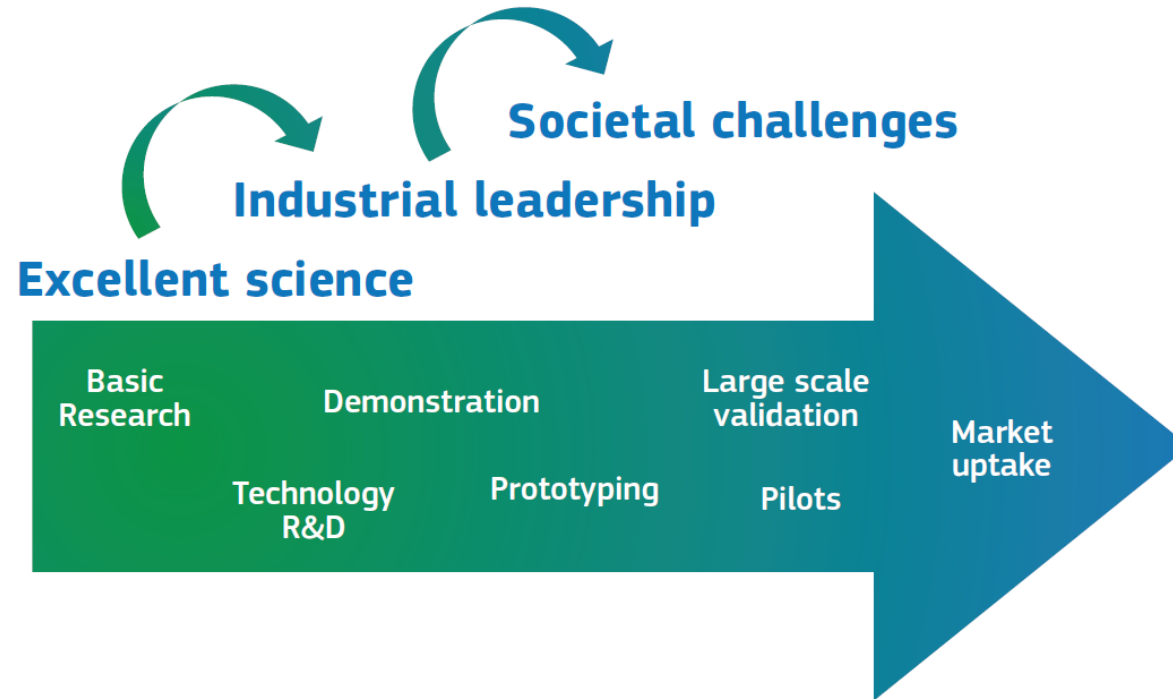 Societal challenges
Industrial leadership
Excellent science
Basic
Research
Demonstration
Large scale
validation
Market
uptake
Technology
R&D
Prototyping
Pilots